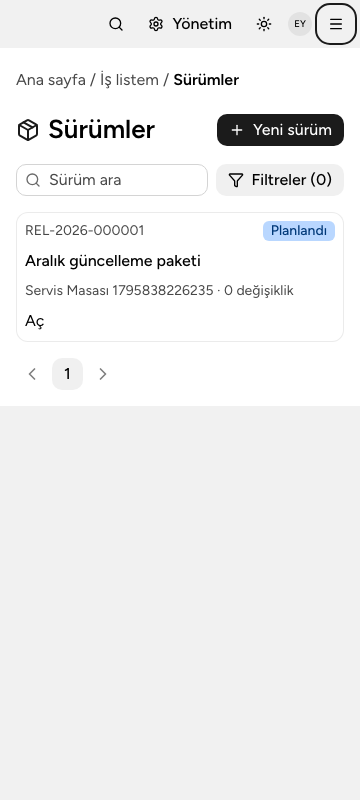 Yönetim
EY
Ana sayfa / İş listem / Sürümler
Sürümler
Yeni sürüm
Sürüm ara
Filtreler (0)
REL-2026-000001
Planlandı
Aralık güncelleme paketi
Servis Masası 1795838226235 · 0 değişiklik
Aç
1